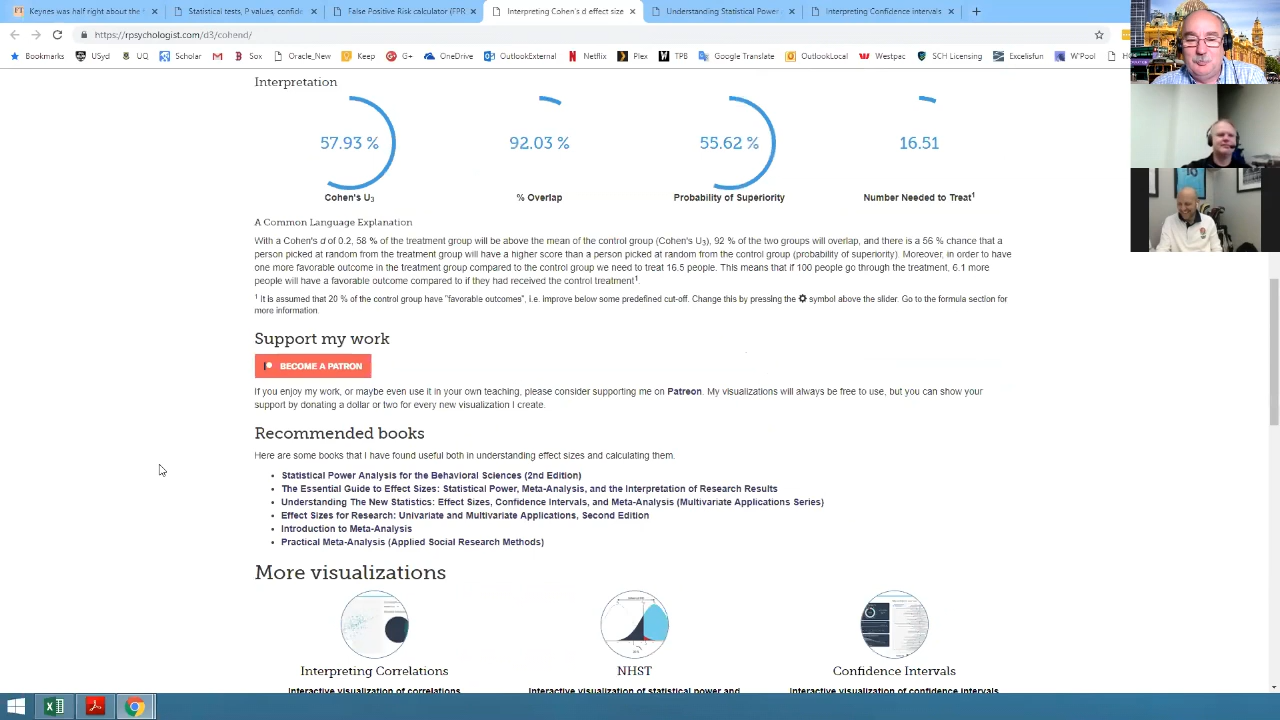 Keynes was half right about the
Statistical tests, P values, confid
False Positive Risk calculator (FPR
Interpreting Cohen's d effect size
Understanding Statistical Power
Interpreting Confidence Intervals
https://rpsychologist.com/d3/cohend/
Bookmarks USyd UQ Scholar Sox Oracle_New Keep G+ OneDrive OutlookExternal Netflix Plex TPB Google Translate OutlookLocal Westpac SCH Licensing Excelisfun W'Pool
Interpretation
57.93 % 92.03 % 55.62 % 16.51
Cohen's U3 % Overlap Probability of Superiority Number Needed to Treat1
A Common Language Explanation
With a Cohen's d of 0.2, 58 % of the treatment group will be above the mean of the control group (Cohen's U3), 92 % of the two groups will overlap, and there is a 56 % chance that a
person picked at random from the treatment group will have a higher score than a person picked at random from the control group (probability of superiority). Moreover, in order to have
one more favorable outcome in the treatment group compared to the control group we need to treat 16.5 people. This means that if 100 people go through the treatment, 6.1 more
people will have a favorable outcome compared to if they had received the control treatment1.
1 It is assumed that 20 % of the control group have "favorable outcomes", i.e. improve below some predefined cut-off. Change this by pressing the ⚙ symbol above the slider. Go to the formula section for
more information.
Support my work
BECOME A PATRON
If you enjoy my work, or maybe even use it in your own teaching, please consider supporting me on Patreon. My visualizations will always be free to use, but you can show your
support by donating a dollar or two for every new visualization I create.
Recommended books
Here are some books that I have found useful both in understanding effect sizes and calculating them.
Statistical Power Analysis for the Behavioral Sciences (2nd Edition)
The Essential Guide to Effect Sizes: Statistical Power, Meta-Analysis, and the Interpretation of Research Results
Understanding The New Statistics: Effect Sizes, Confidence Intervals, and Meta-Analysis (Multivariate Applications Series)
Effect Sizes for Research: Univariate and Multivariate Applications, Second Edition
Introduction to Meta-Analysis
Practical Meta-Analysis (Applied Social Research Methods)
More visualizations
Interpreting Correlations NHST Confidence Intervals
Interactive visualization of correlations Interactive visualization of statistical power and Interactive visualization of confidence intervals